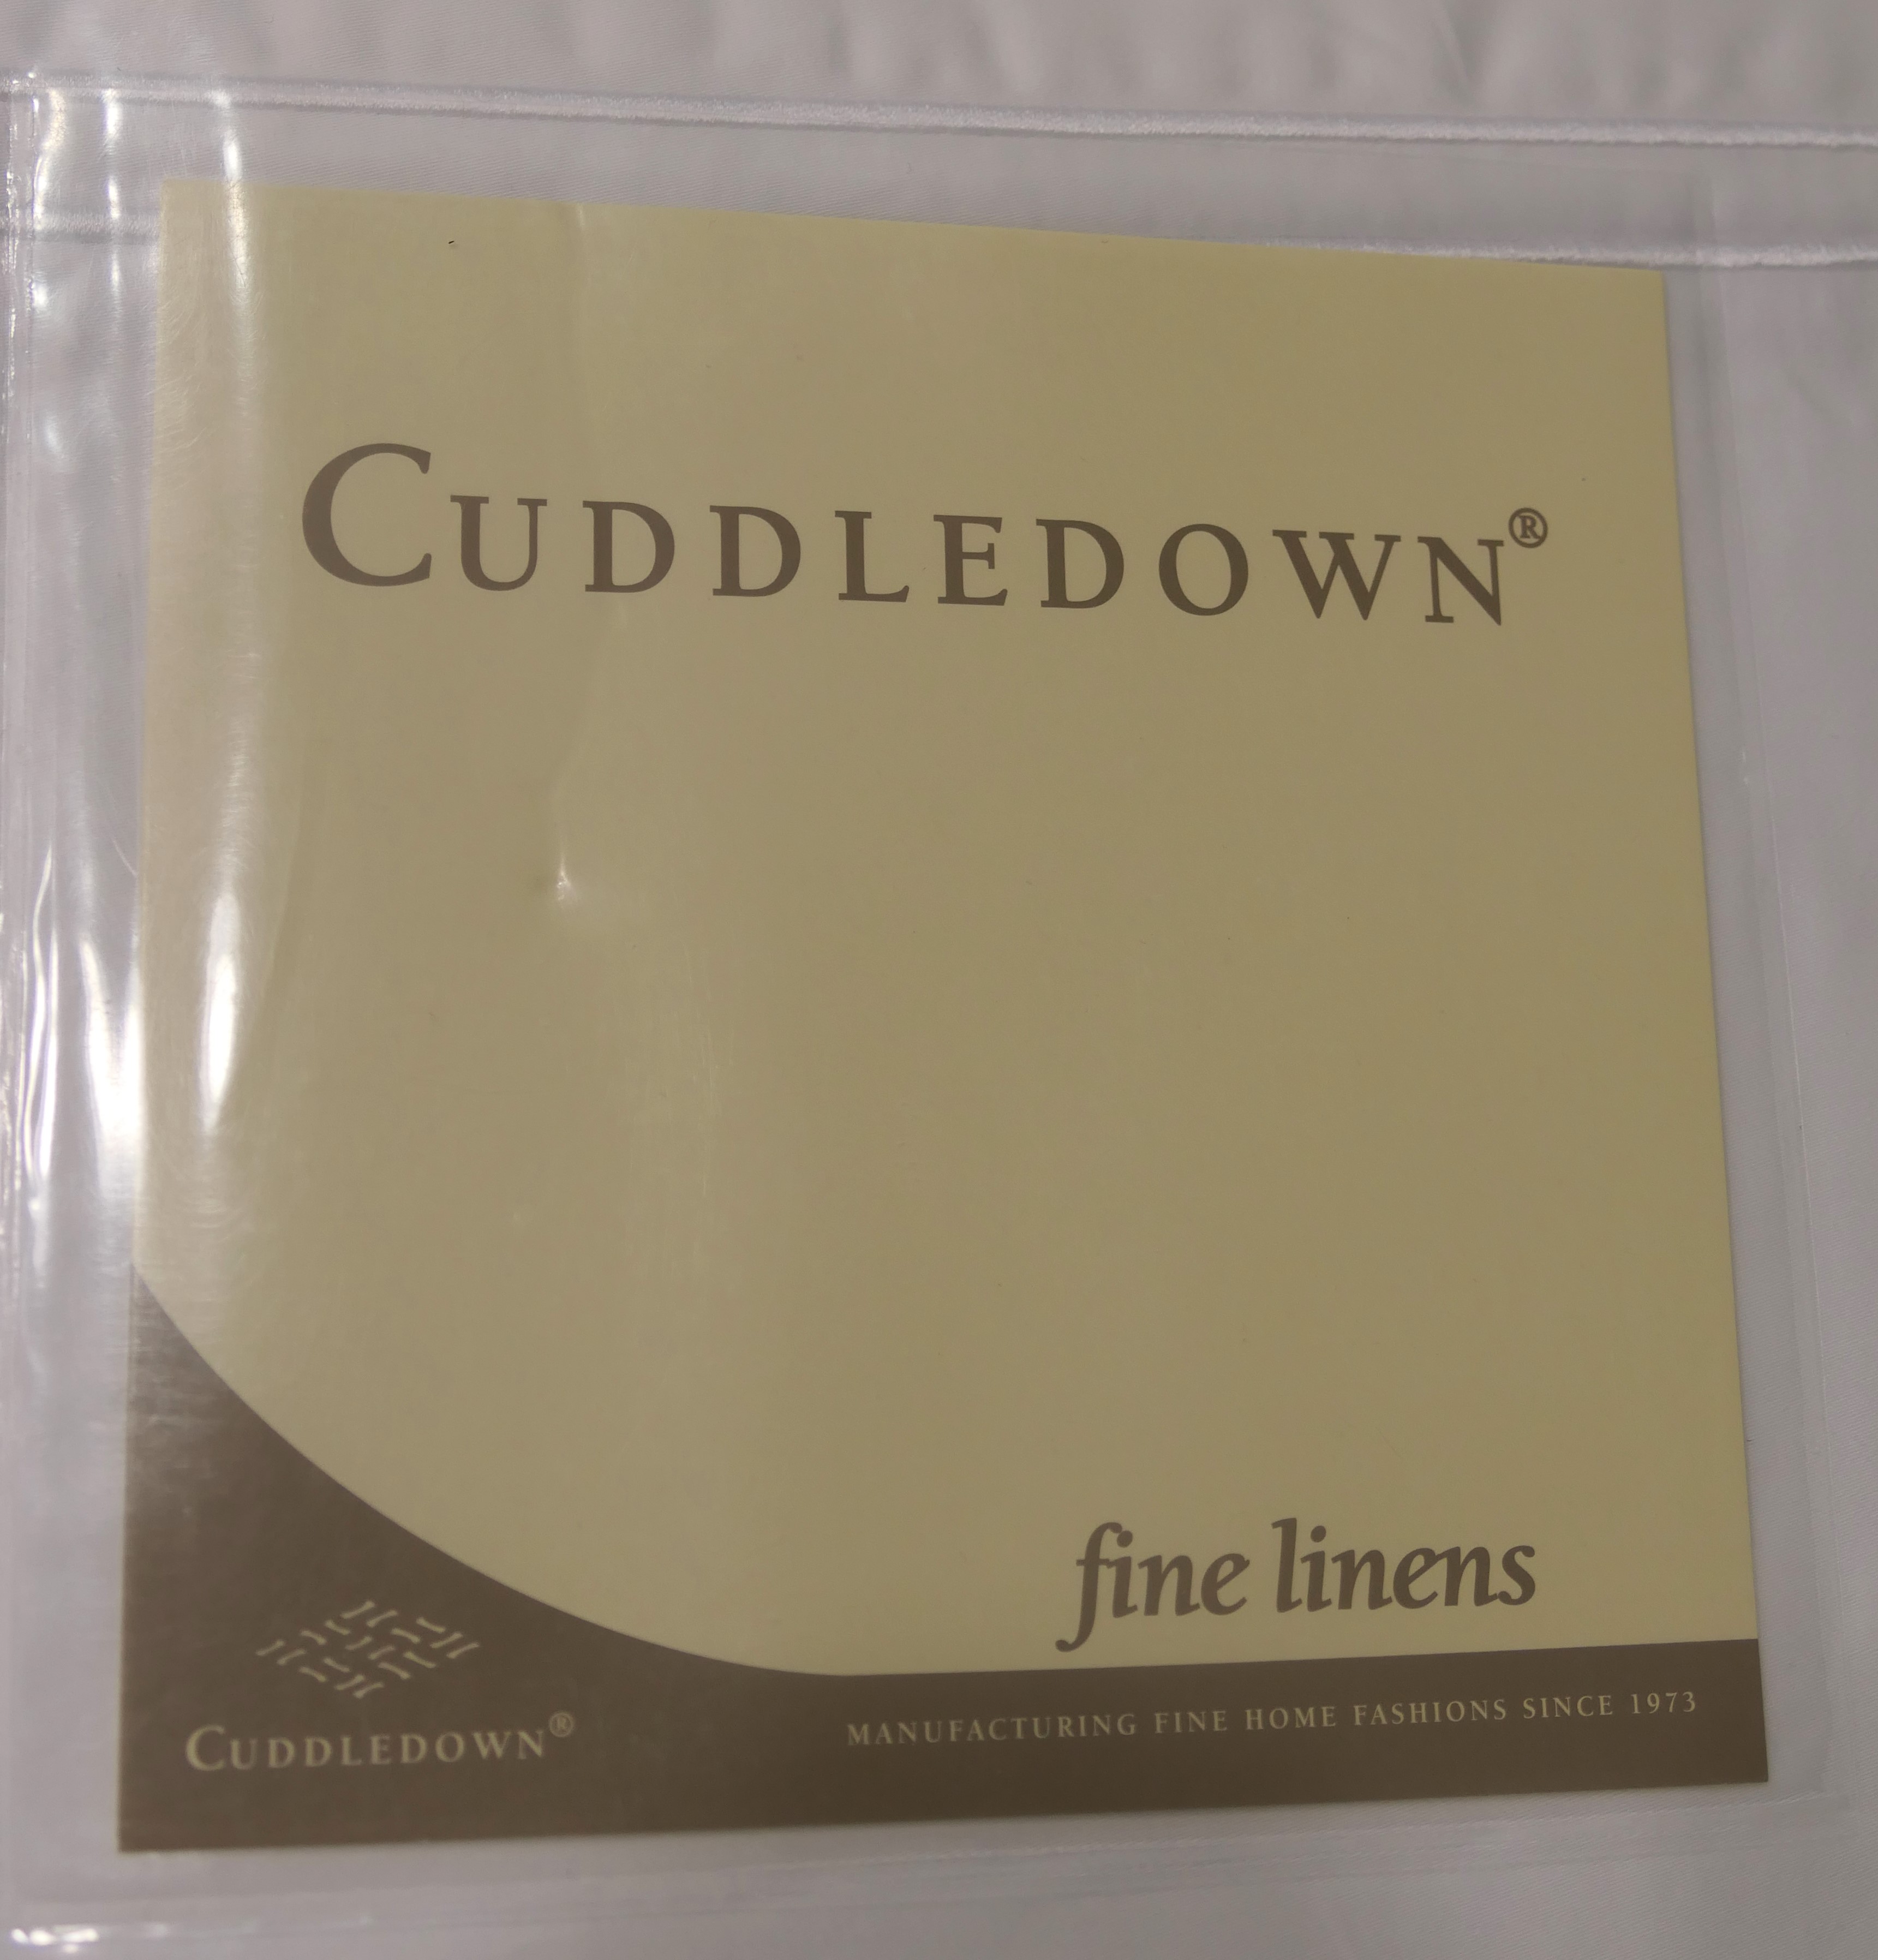 CUDDLEDOWN®
fine linens
CUDDLEDOWN®
MANUFACTURING FINE HOME FASHIONS SINCE 1973